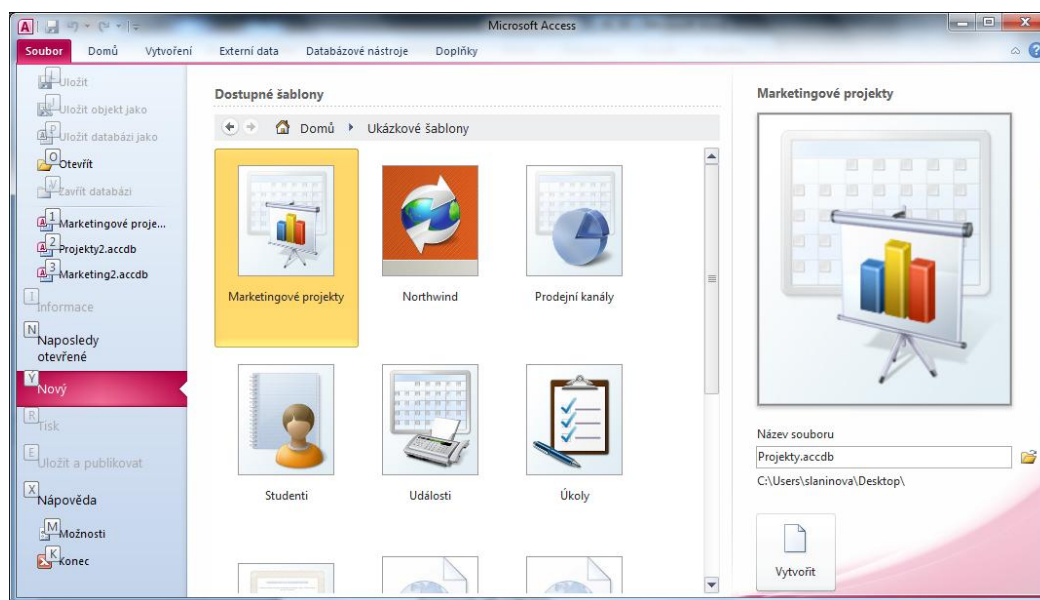 Microsoft Access
Soubor Domů Vytvoření Externí data Databázové nástroje Doplňky
Uložit
Uložit objekt jako
P
Uložit databázi jako
O
Otevřít
Zavřít databázi
1
Marketingové proje...
2
Projekty2.accdb
3
Marketing2.accdb
I
Informace
N
Naposledy
otevřené
Ý
Nový
R
Tisk
E
Uložit a publikovat
X
Nápověda
M
Možnosti
K
Konec
Dostupné šablony
Domů Ukázkové šablony
Marketingové projekty Northwind Prodejní kanály
Studenti Události Úkoly
Marketingové projekty
Název souboru
Projekty.accdb
C:\Users\slaninova\Desktop\
Vytvořit